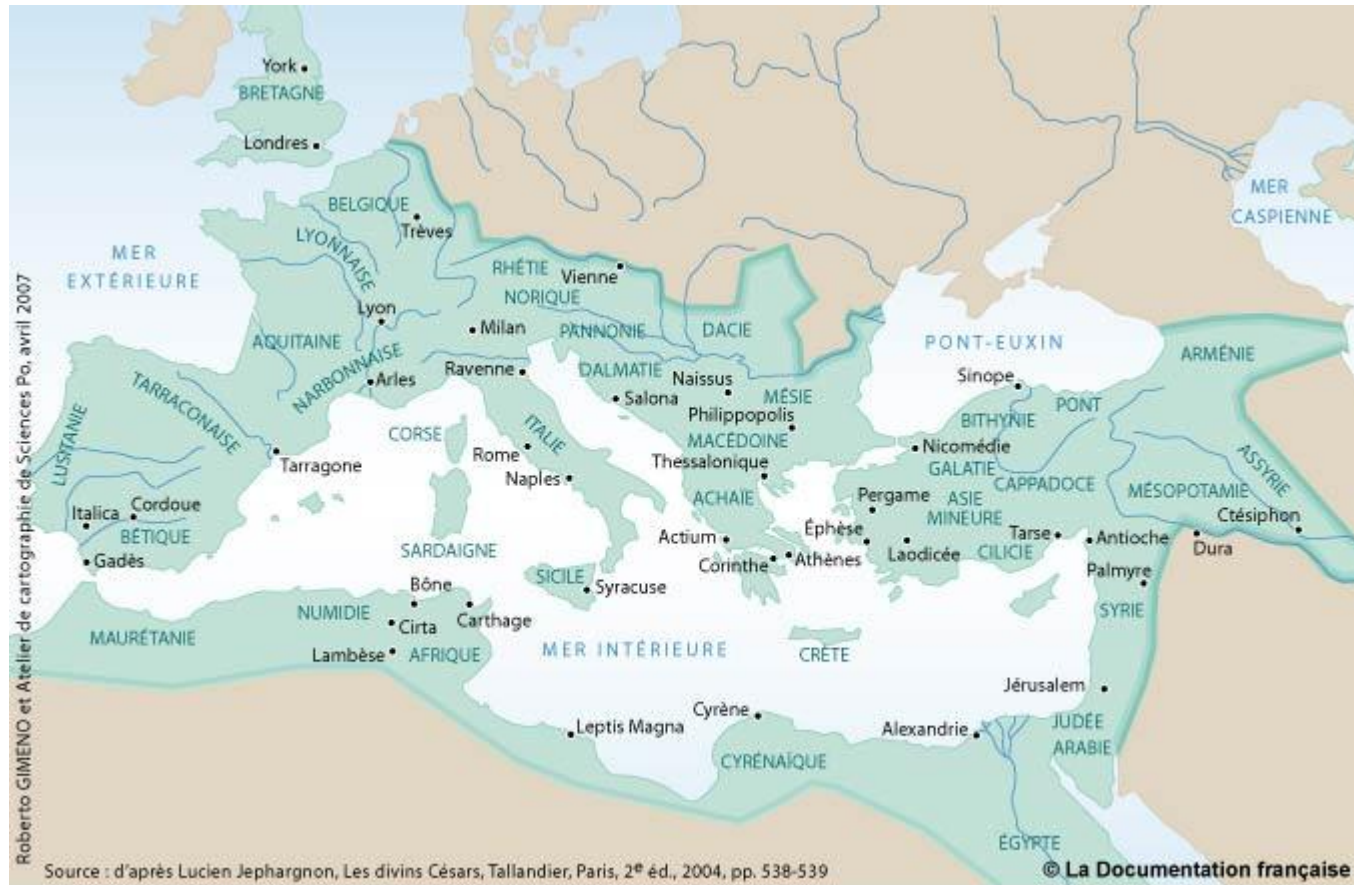 York
BRETAGNE
Londres
BELGIQUE
Trèves
LYONNAISE
MER
EXTÉRIEURE
RHÉTIE
Vienne
NORIQUE
MER
CASPIENNE
Lyon
Milan
PANNONIE
DACIE
AQUITAINE
PONT-EUXIN
ARMÉNIE
NARBONNAISE
Arles
Ravenne
DALMATIE
Naissus
MÉSIE
Sinope
TARRACONAISE
Salona
Philippopolis
PONT
BITHYNIE
LUSITANIE
CORSE
ITALIE
MACÉDOINE
Nicomédie
Rome
Thessalonique
GALATIE
ASSYRIE
Tarragone
Naples
CAPPADOCE
MÉSOPOTAMIE
ACHAÏE
Pergame
ASIE
MINEURE
Italica
Cordoue
Ctésiphon
BÉTIQUE
Actium
Éphèse
Tarse
Antioche
Dura
SARDAIGNE
Gadès
Corinthe
Athènes
Laodicée
CILICIE
Palmyre
SICILE
Syracuse
Bône
NUMIDIE
Carthage
SYRIE
Cirta
MAURÉTANIE
Lambèse
AFRIQUE
MER INTÉRIEURE
CRÈTE
Jérusalem
Cyrène
Leptis Magna
Alexandrie
JUDÉE
ARABIE
CYRÉNAÏQUE
ÉGYPTE
Roberto GIMENO et Atelier de cartographie de Sciences Po, avril 2007
Source : d'après Lucien Jephargnon, Les divins Césars, Tallandier, Paris, 2e éd., 2004, pp. 538-539
© La Documentation française